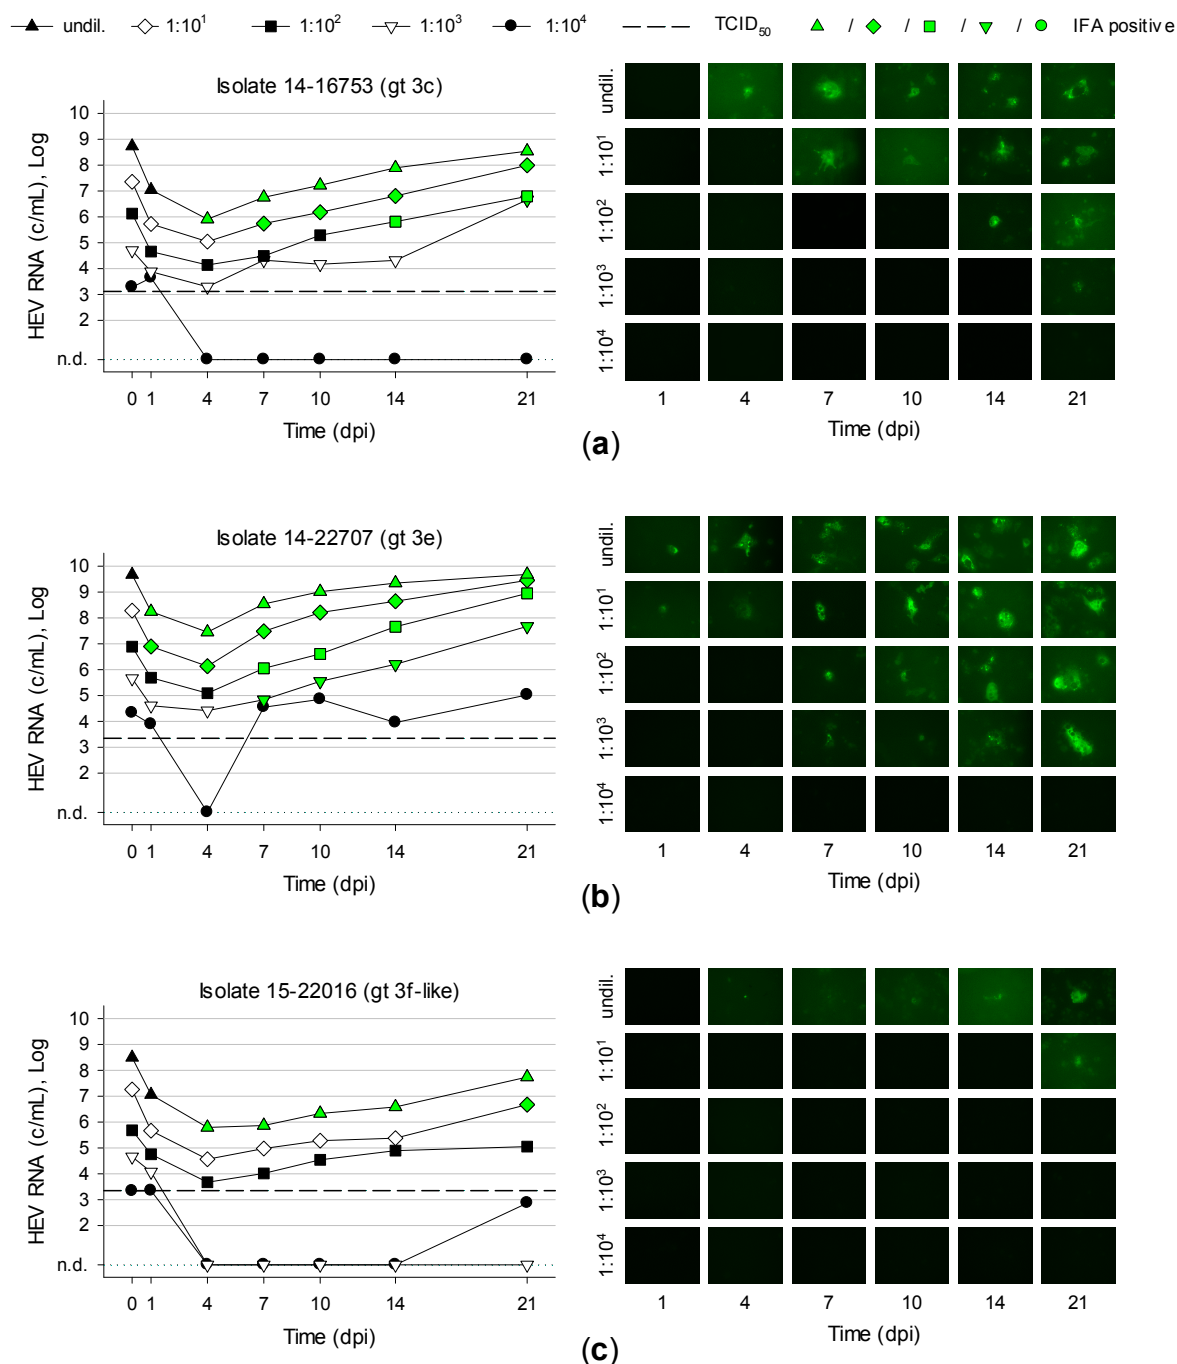 undil. 1:10¹ 1:10² 1:10³ 1:10⁴ TCID₅₀ / / / / IFA positive
Isolate 14-16753 (gt 3c)
HEV RNA (c/mL), Log
10
9
8
7
6
5
4
3
2
n.d.
0 1 4 7 10 14 21
Time (dpi)
undil.
1:10¹
1:10²
1:10³
1:10⁴
1 4 7 10 14 21
Time (dpi)
(a)
Isolate 14-22707 (gt 3e)
HEV RNA (c/mL), Log
10
9
8
7
6
5
4
3
2
n.d.
0 1 4 7 10 14 21
Time (dpi)
undil.
1:10¹
1:10²
1:10³
1:10⁴
1 4 7 10 14 21
Time (dpi)
(b)
Isolate 15-22016 (gt 3f-like)
HEV RNA (c/mL), Log
10
9
8
7
6
5
4
3
2
n.d.
0 1 4 7 10 14 21
Time (dpi)
undil.
1:10¹
1:10²
1:10³
1:10⁴
1 4 7 10 14 21
Time (dpi)
(c)